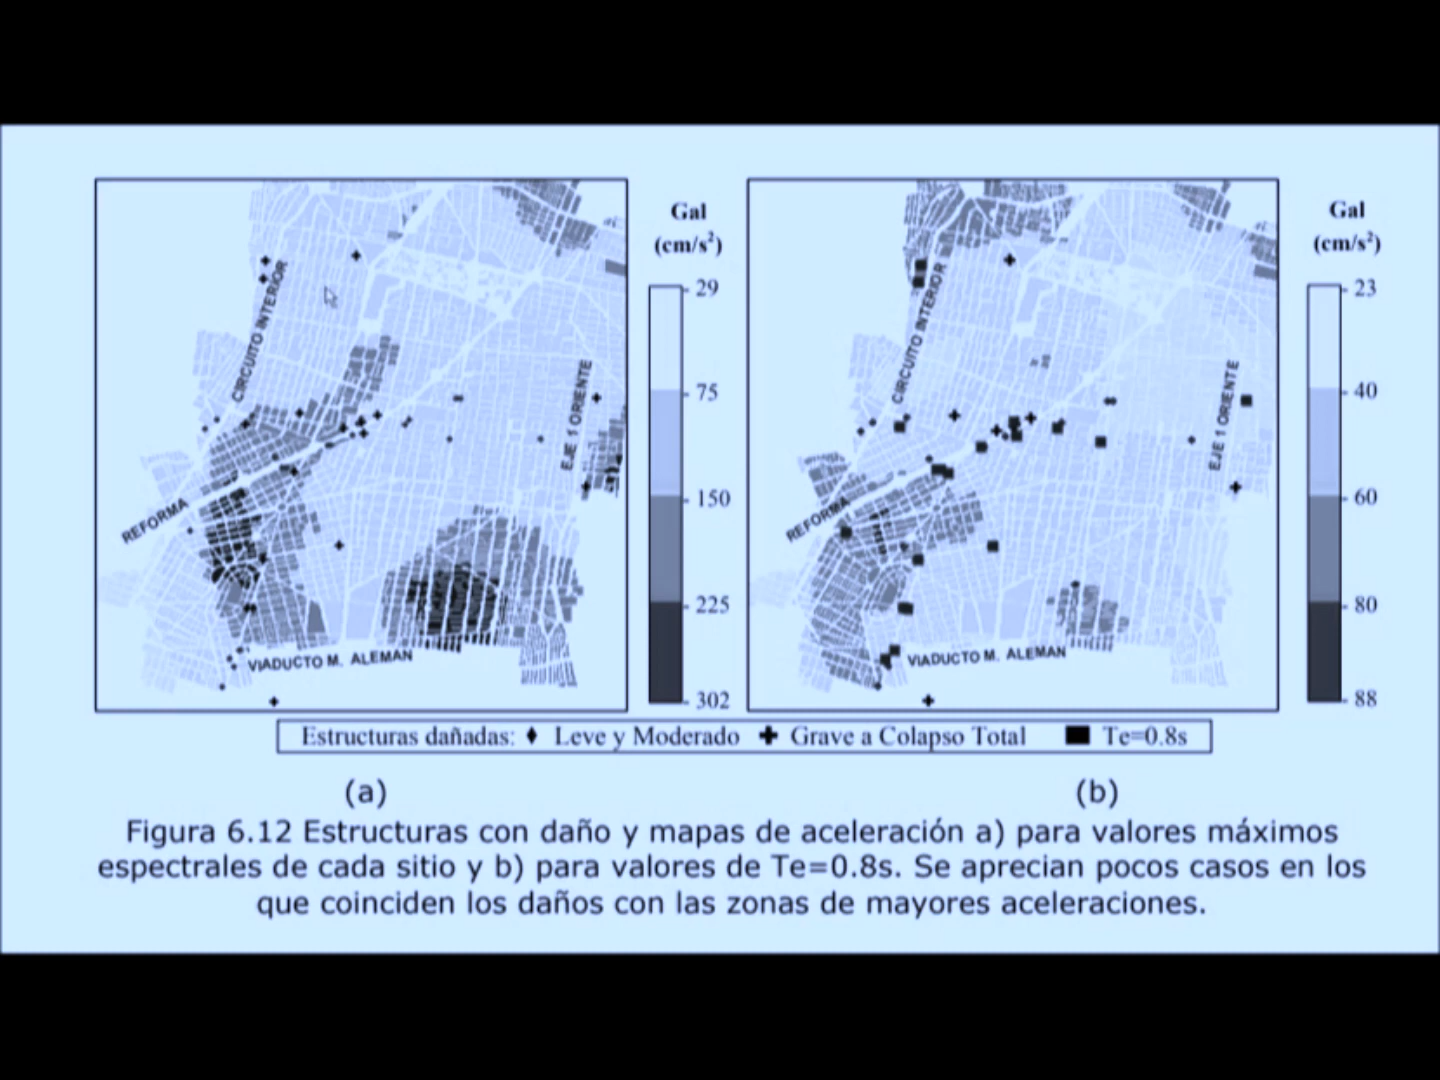 Gal
(cm/s²)
29
75
150
225
302
CIRCUITO INTERIOR
EJE 1 ORIENTE
REFORMA
VIADUCTO M. ALEMAN
Gal
(cm/s²)
23
40
60
80
88
CIRCUITO INTERIOR
EJE 1 ORIENTE
REFORMA
VIADUCTO M. ALEMAN
Estructuras dañadas: Leve y Moderado Grave a Colapso Total Te=0.8s
(a) (b)
Figura 6.12 Estructuras con daño y mapas de aceleración a) para valores máximos
espectrales de cada sitio y b) para valores de Te=0.8s. Se aprecian pocos casos en los
que coinciden los daños con las zonas de mayores aceleraciones.